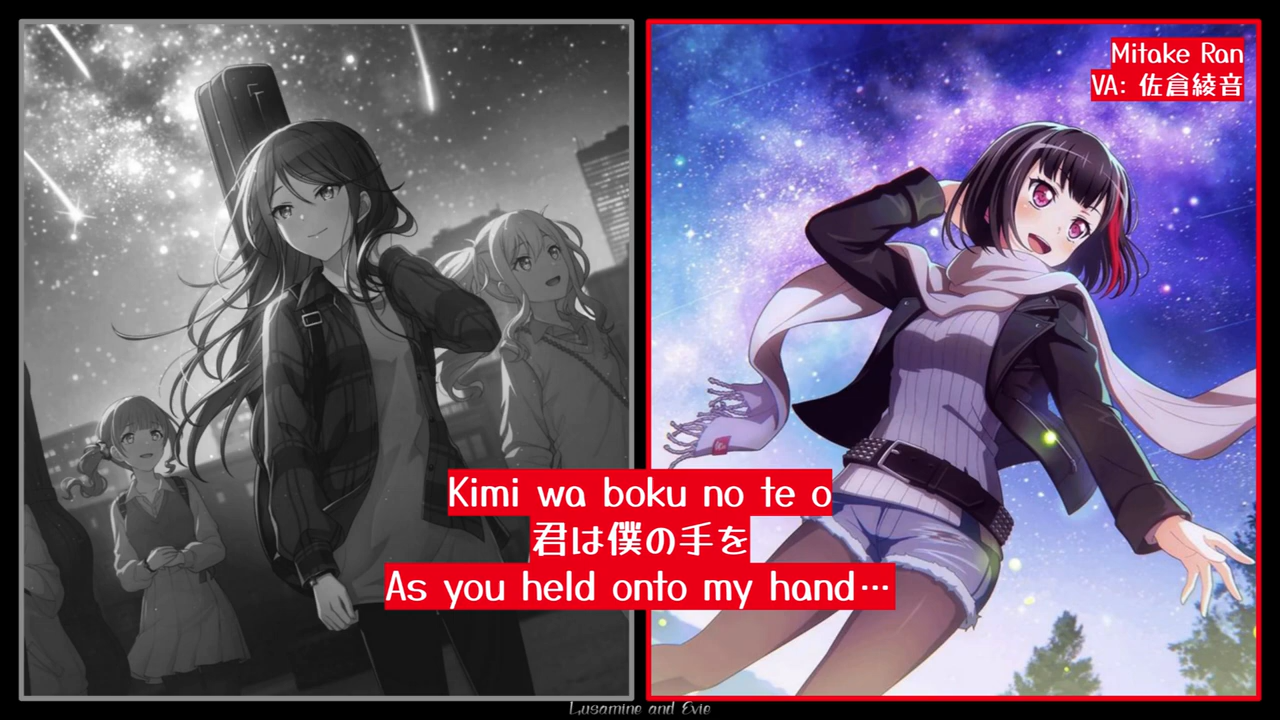 Mitake Ran
VA: 佐倉綾音
Kimi wa boku no te o
君は僕の手を
As you held onto my hand…
Lusamine and Evie